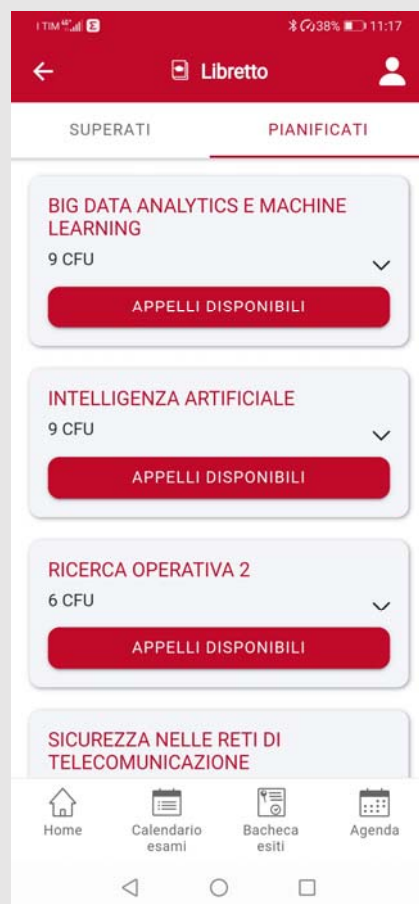 I TIM 38% 11:17
Libretto
SUPERATI PIANIFICATI
BIG DATA ANALYTICS E MACHINE
LEARNING
9 CFU
APPELLI DISPONIBILI
INTELLIGENZA ARTIFICIALE
9 CFU
APPELLI DISPONIBILI
RICERCA OPERATIVA 2
6 CFU
APPELLI DISPONIBILI
SICUREZZA NELLE RETI DI
TELECOMUNICAZIONE
Home Calendario Bacheca Agenda
esami esiti